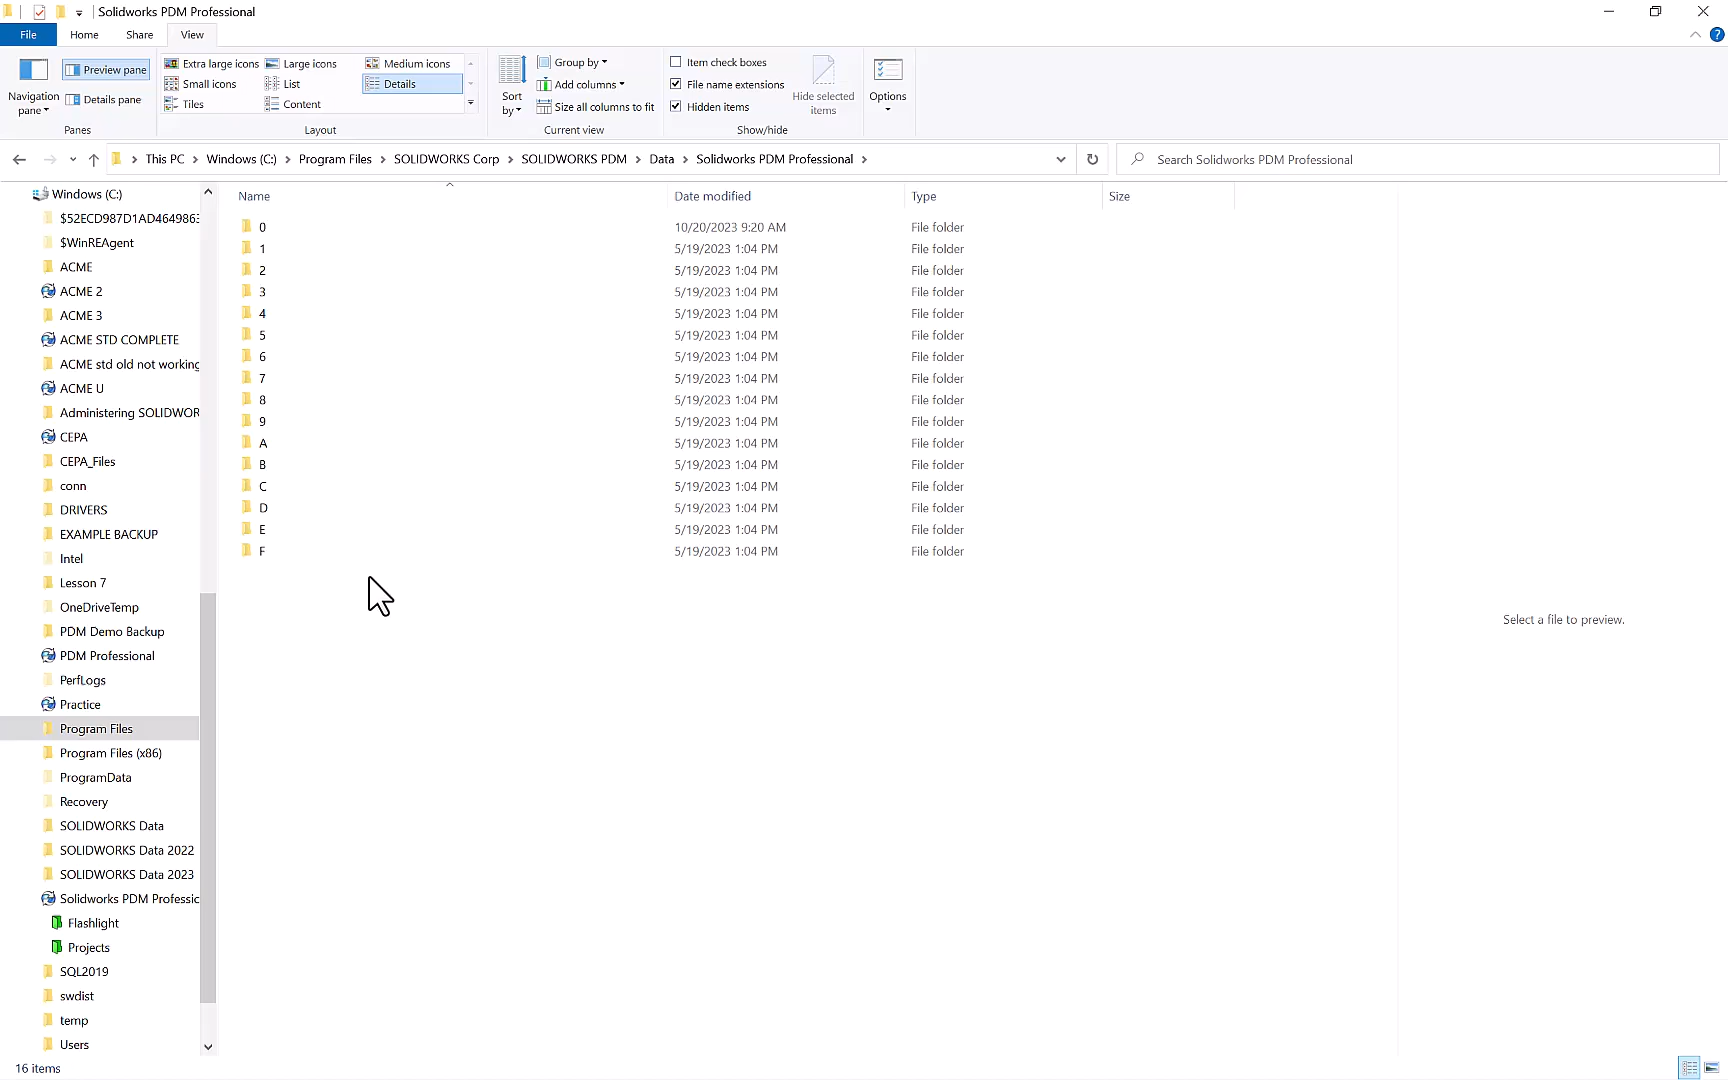 Solidworks PDM Professional
File Home Share View
Navigation pane
Preview pane
Details pane
Panes
Extra large icons Large icons Medium icons
Small icons List Details
Tiles Content
Layout
Sort by
Group by
Add columns
Size all columns to fit
Current view
Item check boxes
File name extensions
Hidden items
Hide selected items
Show/hide
Options
This PC > Windows (C:) > Program Files > SOLIDWORKS Corp > SOLIDWORKS PDM > Data > Solidworks PDM Professional >
Search Solidworks PDM Professional
Windows (C:)
$52ECD987D1AD4649863
$WinREAgent
ACME
ACME 2
ACME 3
ACME STD COMPLETE
ACME std old not working
ACME U
Administering SOLIDWOR
CEPA
CEPA_Files
conn
DRIVERS
EXAMPLE BACKUP
Intel
Lesson 7
OneDriveTemp
PDM Demo Backup
PDM Professional
PerfLogs
Practice
Program Files
Program Files (x86)
ProgramData
Recovery
SOLIDWORKS Data
SOLIDWORKS Data 2022
SOLIDWORKS Data 2023
Solidworks PDM Professic
Flashlight
Projects
SQL2019
swdist
temp
Users
Name Date modified Type Size
0 10/20/2023 9:20 AM File folder
1 5/19/2023 1:04 PM File folder
2 5/19/2023 1:04 PM File folder
3 5/19/2023 1:04 PM File folder
4 5/19/2023 1:04 PM File folder
5 5/19/2023 1:04 PM File folder
6 5/19/2023 1:04 PM File folder
7 5/19/2023 1:04 PM File folder
8 5/19/2023 1:04 PM File folder
9 5/19/2023 1:04 PM File folder
A 5/19/2023 1:04 PM File folder
B 5/19/2023 1:04 PM File folder
C 5/19/2023 1:04 PM File folder
D 5/19/2023 1:04 PM File folder
E 5/19/2023 1:04 PM File folder
F 5/19/2023 1:04 PM File folder
Select a file to preview.
16 items